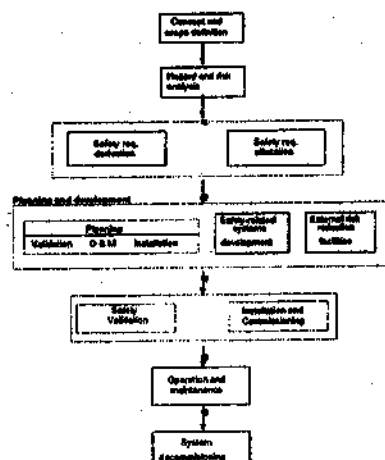 Concept and
scope definition
Hazard and risk
analysis
Safety req.
derivation
Safety req.
allocation
Planning and development
Planning
Validation O & M Installation
Safety-related
systems
development
External risk
reduction
facilities
Safety
Validation
Installation and
Commissioning
Operation and
maintenance
System
decommissioning